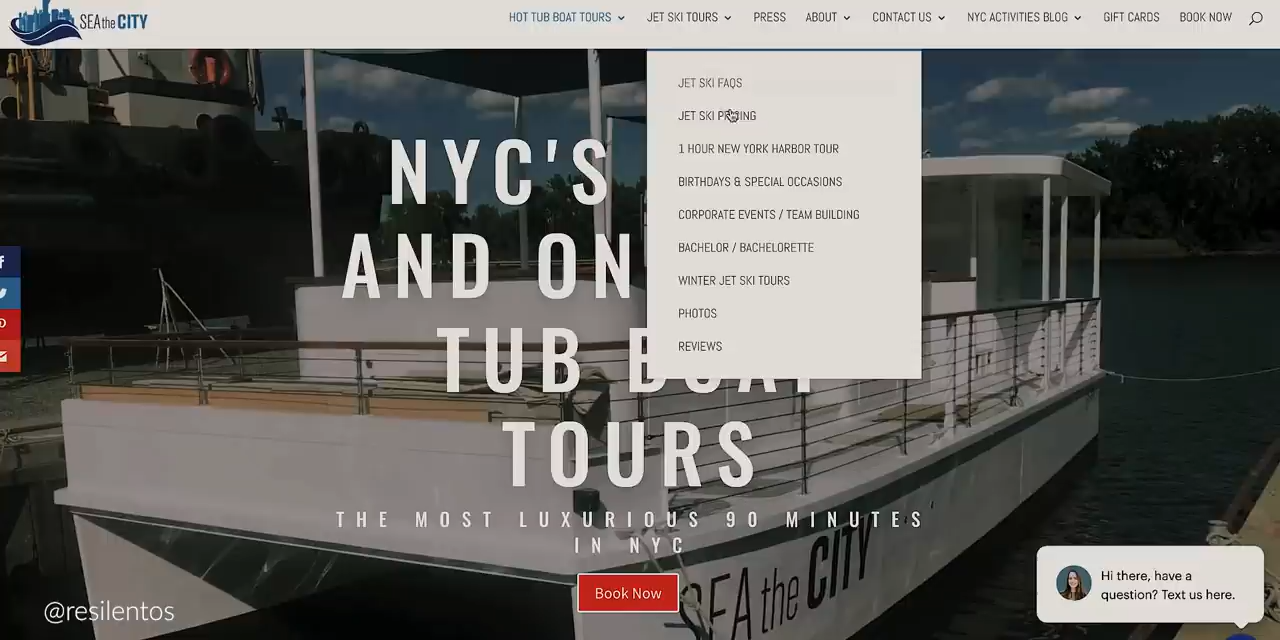 SEA the CITY
HOT TUB BOAT TOURS
JET SKI TOURS
PRESS
ABOUT
CONTACT US
NYC ACTIVITIES BLOG
GIFT CARDS
BOOK NOW
JET SKI FAQS
JET SKI PRICING
1 HOUR NEW YORK HARBOR TOUR
BIRTHDAYS & SPECIAL OCCASIONS
CORPORATE EVENTS / TEAM BUILDING
BACHELOR / BACHELORETTE
WINTER JET SKI TOURS
PHOTOS
REVIEWS
NYC'S
AND ON
TUB BOAT
TOURS
THE MOST LUXURIOUS 90 MINUTES
IN NYC
Book Now
SEA the CITY
Hi there, have a
question? Text us here.
@resilentos